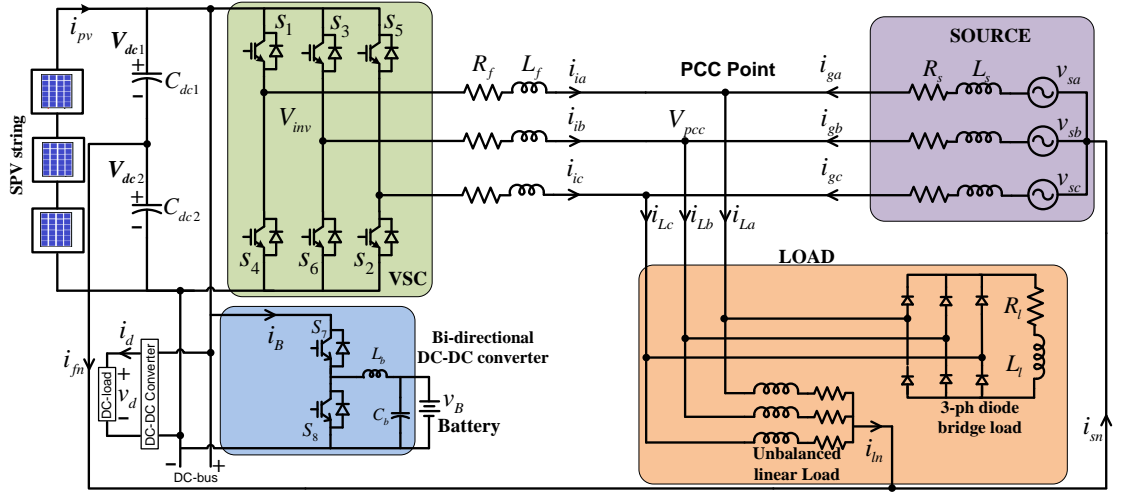 i_pv
V_dc1
+
-
C_dc1
SPV string
V_dc2
+
-
C_dc2
S_1
S_3
S_5
V_inv
S_4
S_6
S_2
VSC
R_f
L_f
i_ia
i_ib
i_ic
PCC Point
V_pcc
i_ga
i_gb
i_gc
SOURCE
R_s
L_s
v_sa
v_sb
v_sc
i_Lc
i_Lb
i_La
LOAD
R_l
L_l
3-ph diode
bridge load
Unbalanced
linear Load
i_ln
i_sn
i_fn
i_d
DC-load
+
v_d
-
DC-DC Converter
-
+
DC-bus
i_B
S_7
S_8
L_b
C_b
v_B
Battery
Bi-directional
DC-DC converter